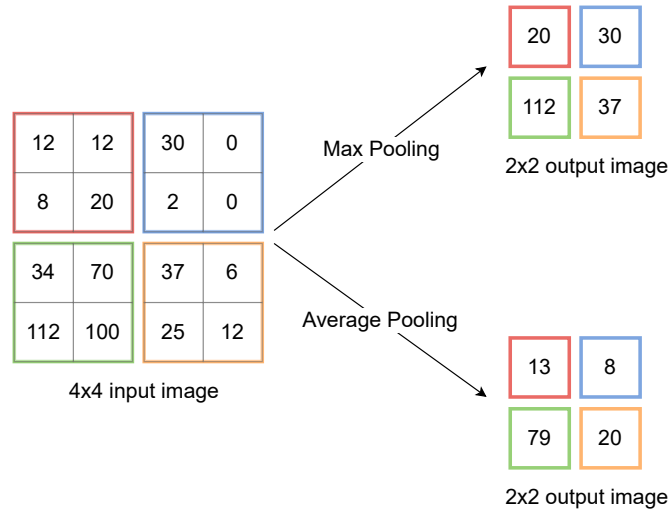 20 30
112 37
2x2 output image
Max Pooling
12 12 30 0
8 20 2 0
34 70 37 6
112 100 25 12
4x4 input image
Average Pooling
13 8
79 20
2x2 output image